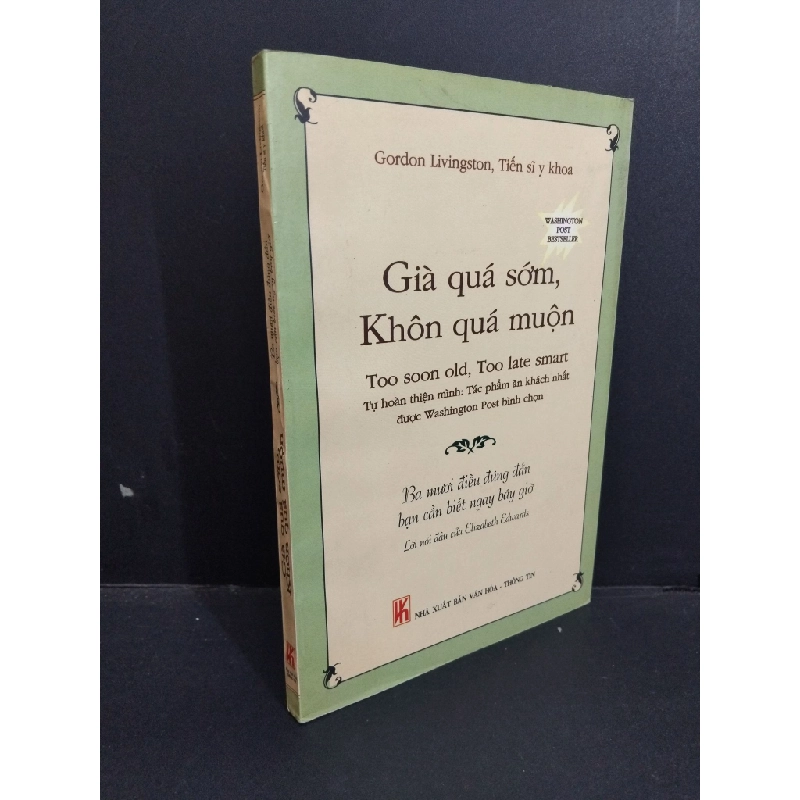 Gordon Livingston, Tiến sĩ y khoa
WASHINGTON
POST
BESTSELLER
Già quá sớm,
Khôn quá muộn
Too soon old, Too late smart
Tự hoàn thiện mình: Tác phẩm ăn khách nhất
được Washington Post bình chọn
Ba mươi điều đúng đắn
bạn cần biết ngay bây giờ
Lời nói đầu của Elizabeth Edwards
NHÀ XUẤT BẢN VĂN HÓA - THÔNG TIN